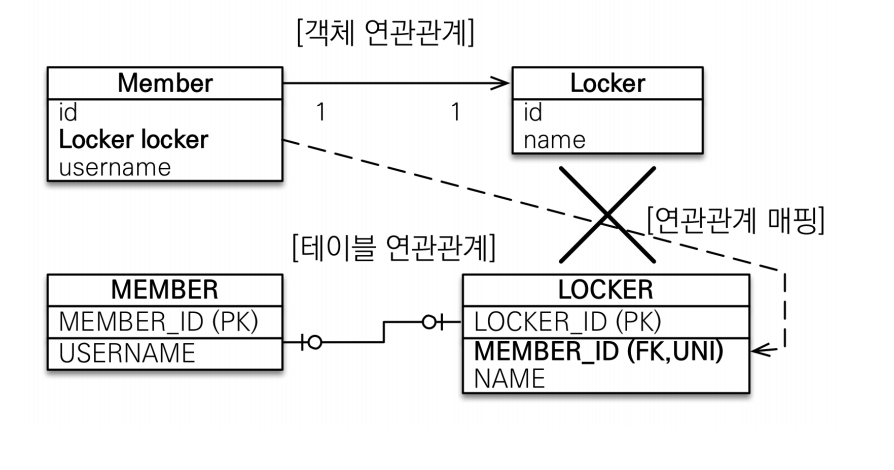 [객체 연관관계]
Member
id
Locker locker
username
1
1
Locker
id
name
[연관관계 매핑]
[테이블 연관관계]
MEMBER
MEMBER_ID (PK)
USERNAME
LOCKER
LOCKER_ID (PK)
MEMBER_ID (FK,UNI)
NAME